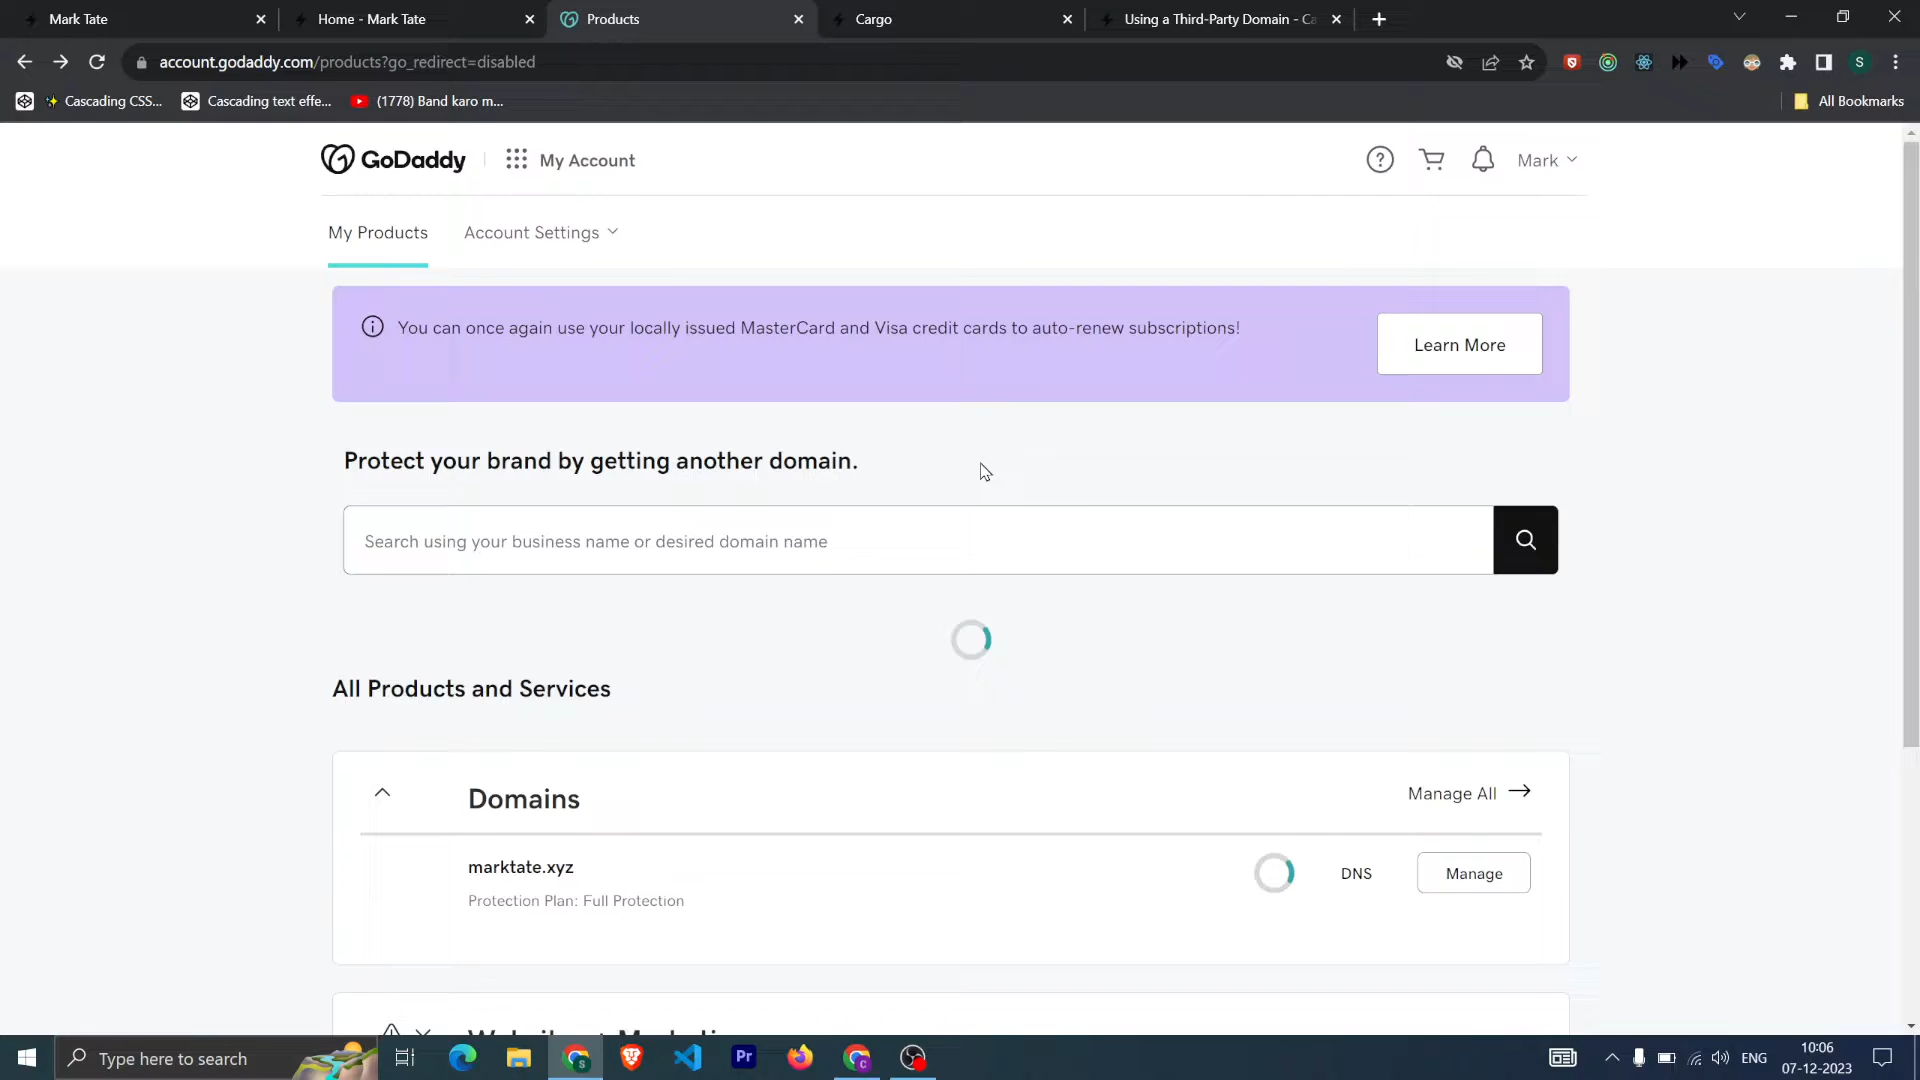 Mark Tate
Home - Mark Tate
Products
Cargo
Using a Third-Party Domain - Ca
account.godaddy.com/products?go_redirect=disabled
S
✨ Cascading CSS...
Cascading text effe...
(1778) Band karo m...
All Bookmarks
GoDaddy
My Account
Mark
My Products
Account Settings
You can once again use your locally issued MasterCard and Visa credit cards to auto-renew subscriptions!
Learn More
Protect your brand by getting another domain.
Search using your business name or desired domain name
All Products and Services
Domains
Manage All →
marktate.xyz
DNS
Manage
Protection Plan: Full Protection
Type here to search
Pr
ENG
10:06
07-12-2023